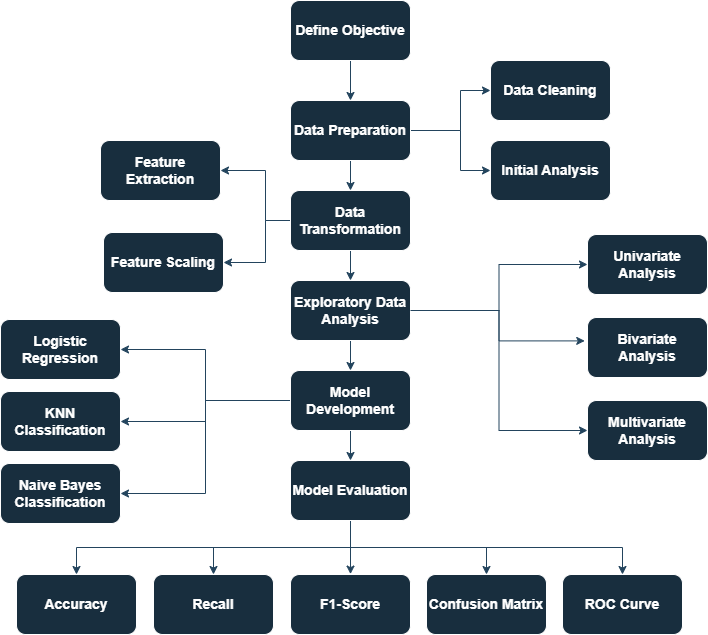 Define Objective
Data Preparation
Data Cleaning
Initial Analysis
Feature
Extraction
Data
Transformation
Feature Scaling
Exploratory Data
Analysis
Univariate
Analysis
Bivariate
Analysis
Multivariate
Analysis
Logistic
Regression
KNN
Classification
Naive Bayes
Classification
Model
Development
Model Evaluation
Accuracy
Recall
F1-Score
Confusion Matrix
ROC Curve